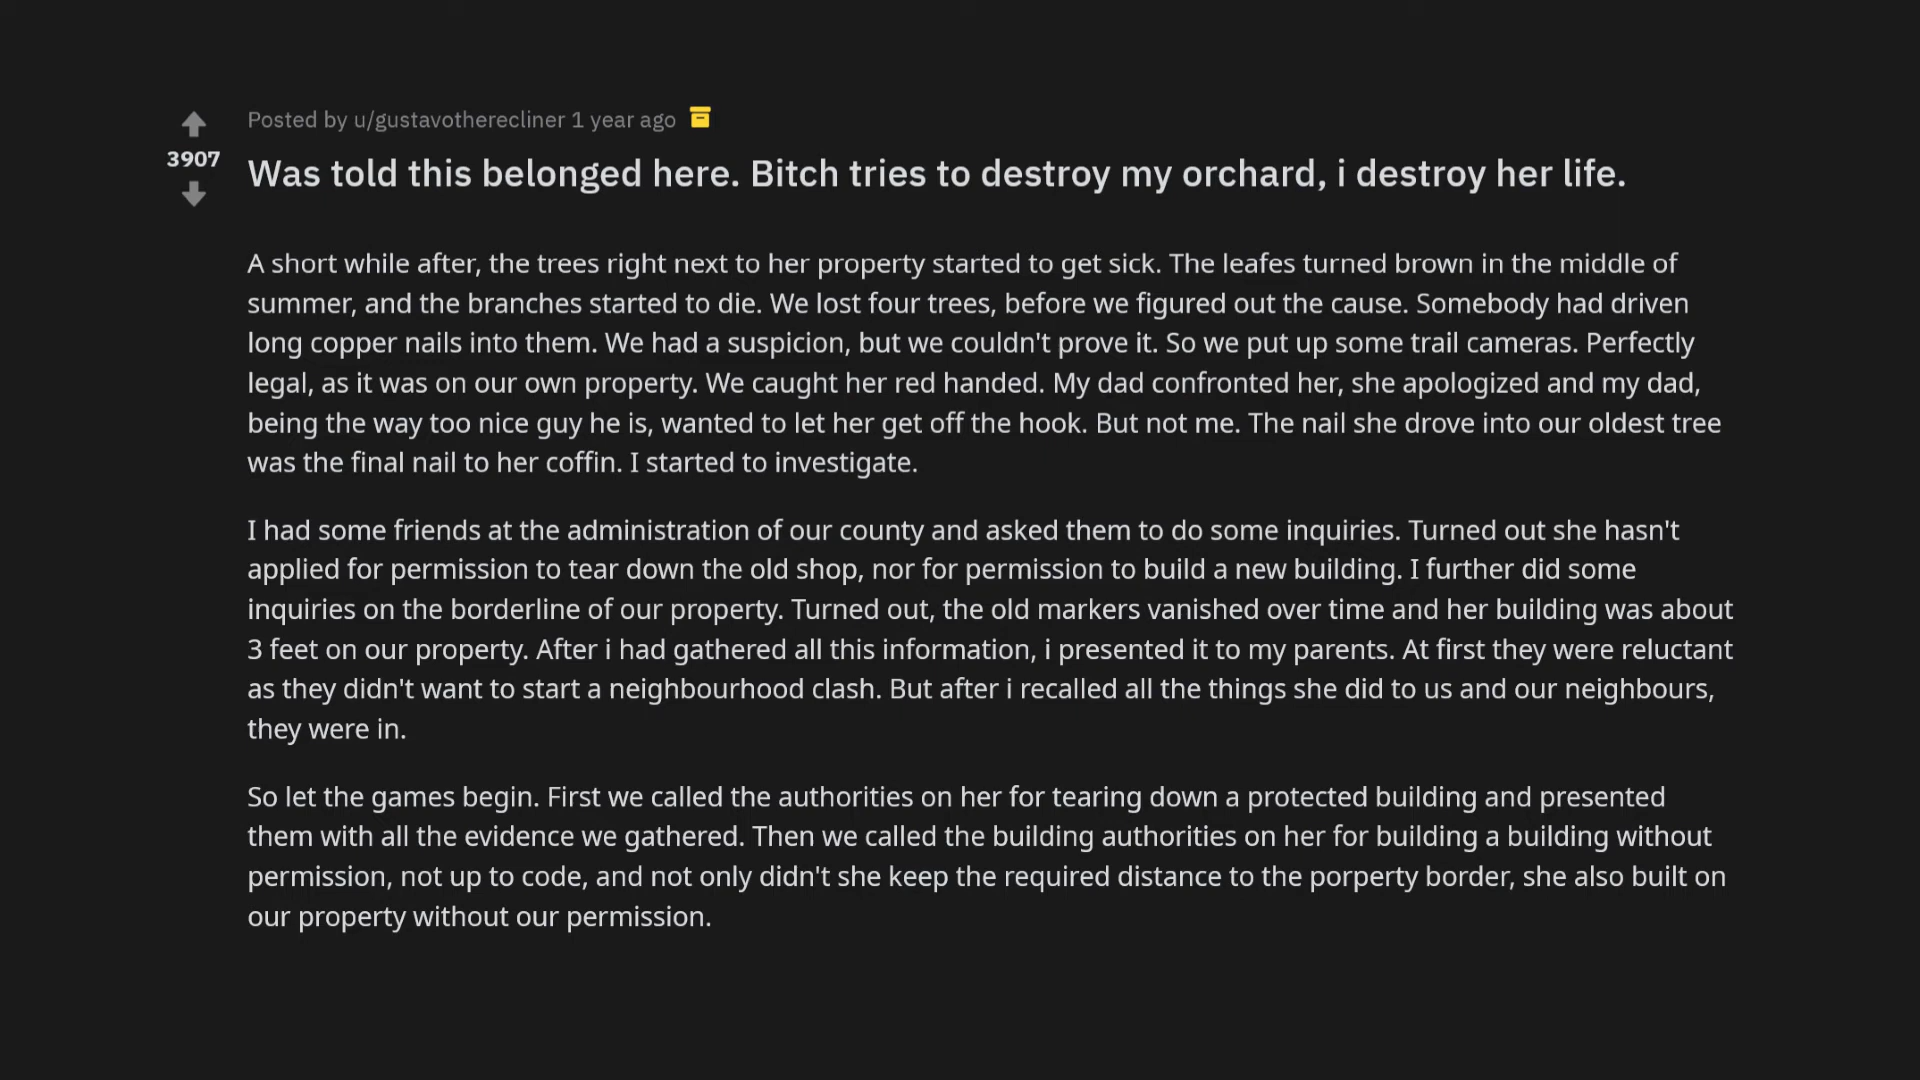 Posted by u/gustavotherecliner 1 year ago
3907
Was told this belonged here. Bitch tries to destroy my orchard, i destroy her life.
A short while after, the trees right next to her property started to get sick. The leafes turned brown in the middle of
summer, and the branches started to die. We lost four trees, before we figured out the cause. Somebody had driven
long copper nails into them. We had a suspicion, but we couldn't prove it. So we put up some trail cameras. Perfectly
legal, as it was on our own property. We caught her red handed. My dad confronted her, she apologized and my dad,
being the way too nice guy he is, wanted to let her get off the hook. But not me. The nail she drove into our oldest tree
was the final nail to her coffin. I started to investigate.
I had some friends at the administration of our county and asked them to do some inquiries. Turned out she hasn't
applied for permission to tear down the old shop, nor for permission to build a new building. I further did some
inquiries on the borderline of our property. Turned out, the old markers vanished over time and her building was about
3 feet on our property. After i had gathered all this information, i presented it to my parents. At first they were reluctant
as they didn't want to start a neighbourhood clash. But after i recalled all the things she did to us and our neighbours,
they were in.
So let the games begin. First we called the authorities on her for tearing down a protected building and presented
them with all the evidence we gathered. Then we called the building authorities on her for building a building without
permission, not up to code, and not only didn't she keep the required distance to the porperty border, she also built on
our property without our permission.